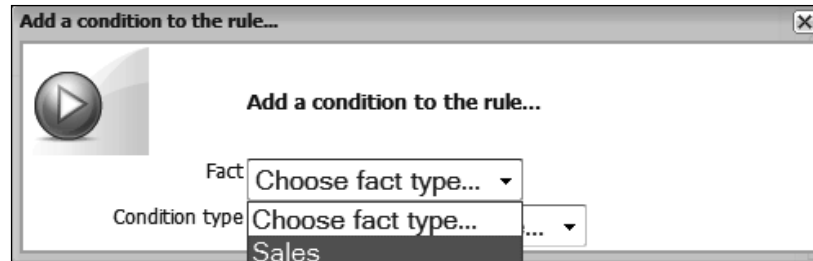 Add a condition to the rule...
Add a condition to the rule...
Fact Choose fact type...
Condition type Choose fact type... ...
Sales